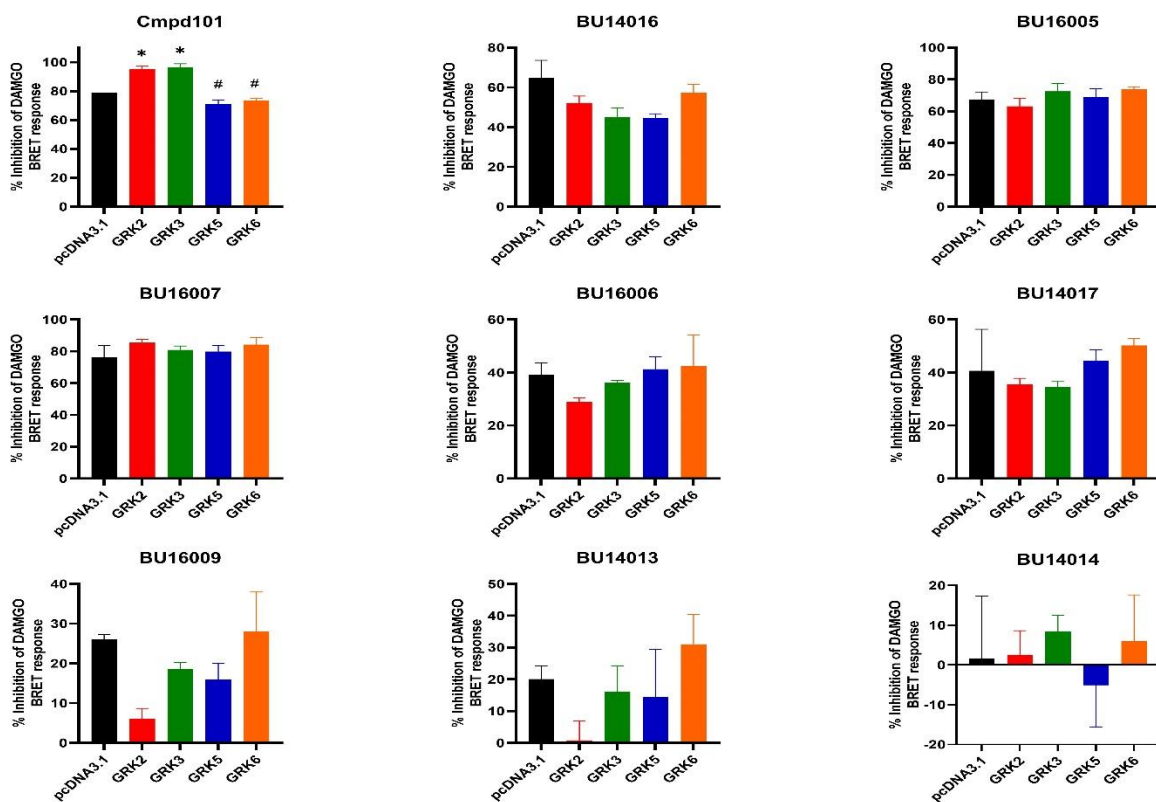 Cmpd101
% Inhibition of DAMGO
BRET response
100
80
60
40
20
0
*
*
#
#
pcDNA3.1
GRK2
GRK3
GRK5
GRK6
BU14016
% Inhibition of DAMGO
BRET response
80
60
40
20
0
pcDNA3.1
GRK2
GRK3
GRK5
GRK6
BU16005
% Inhibition of DAMGO
BRET response
100
80
60
40
20
0
pcDNA3.1
GRK2
GRK3
GRK5
GRK6
BU16007
% Inhibition of DAMGO
BRET response
100
80
60
40
20
0
pcDNA3.1
GRK2
GRK3
GRK5
GRK6
BU16006
% Inhibition of DAMGO
BRET response
60
40
20
0
pcDNA3.1
GRK2
GRK3
GRK5
GRK6
BU14017
% Inhibition of DAMGO
BRET response
60
40
20
0
pcDNA3.1
GRK2
GRK3
GRK5
GRK6
BU16009
% Inhibition of DAMGO
BRET response
40
30
20
10
0
pcDNA3.1
GRK2
GRK3
GRK5
GRK6
BU14013
% Inhibition of DAMGO
BRET response
50
40
30
20
10
0
pcDNA3.1
GRK2
GRK3
GRK5
GRK6
BU14014
% Inhibition of DAMGO
BRET response
20
10
0
-10
-20
pcDNA3.1
GRK2
GRK3
GRK5
GRK6